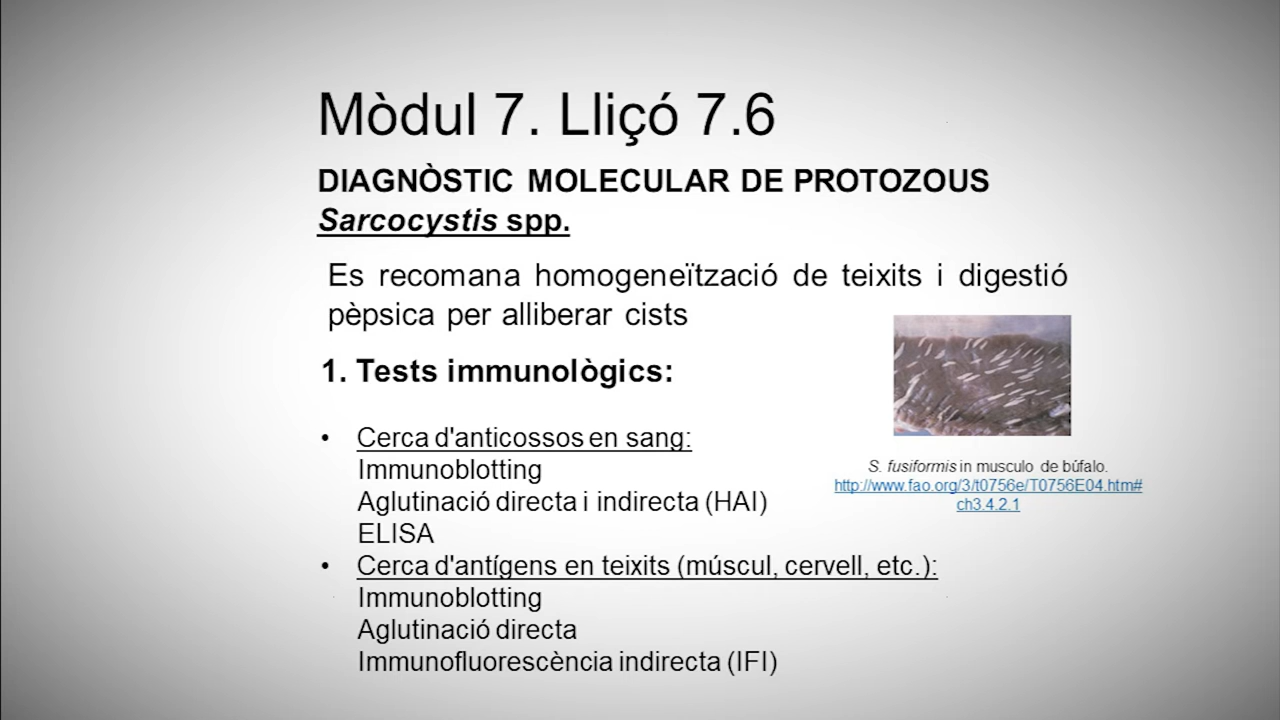 Mòdul 7. Lliçó 7.6
DIAGNÒSTIC MOLECULAR DE PROTOZOUS
Sarcocystis spp.
Es recomana homogeneïtzació de teixits i digestió
pèpsica per alliberar cists
1. Tests immunològics:
• Cerca d'anticossos en sang:
Immunoblotting
Aglutinació directa i indirecta (HAI)
ELISA
• Cerca d'antígens en teixits (múscul, cervell, etc.):
Immunoblotting
Aglutinació directa
Immunofluorescència indirecta (IFI)
S. fusiformis in musculo de búfalo.
http://www.fao.org/3/t0756e/T0756E04.htm#
ch3.4.2.1